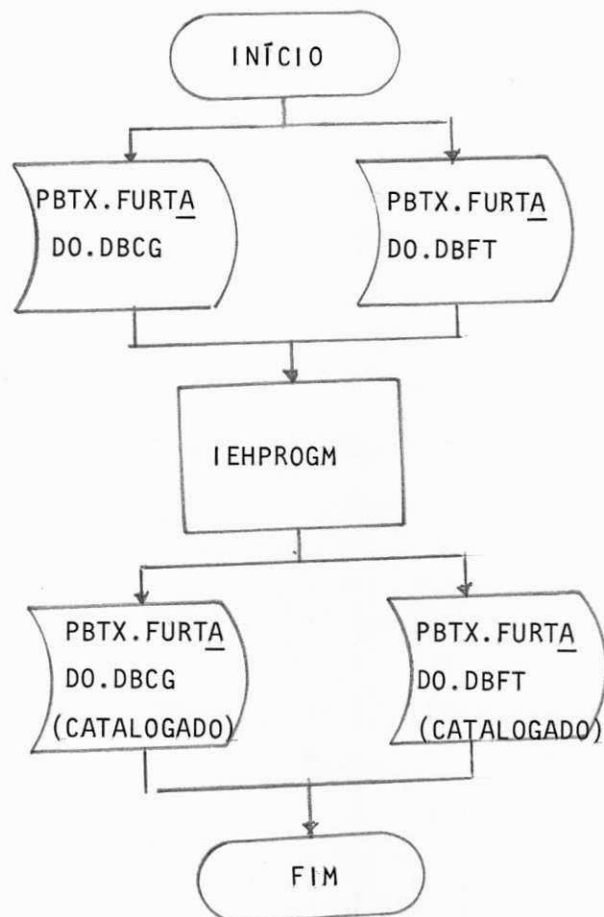 INÍCIO
PBTX.FURTA
DO.DBCG
PBTX.FURTA
DO.DBFT
IEHPROGM
PBTX.FURTA
DO.DBCG
(CATALOGADO)
PBTX.FURTA
DO.DBFT
(CATALOGADO)
FIM